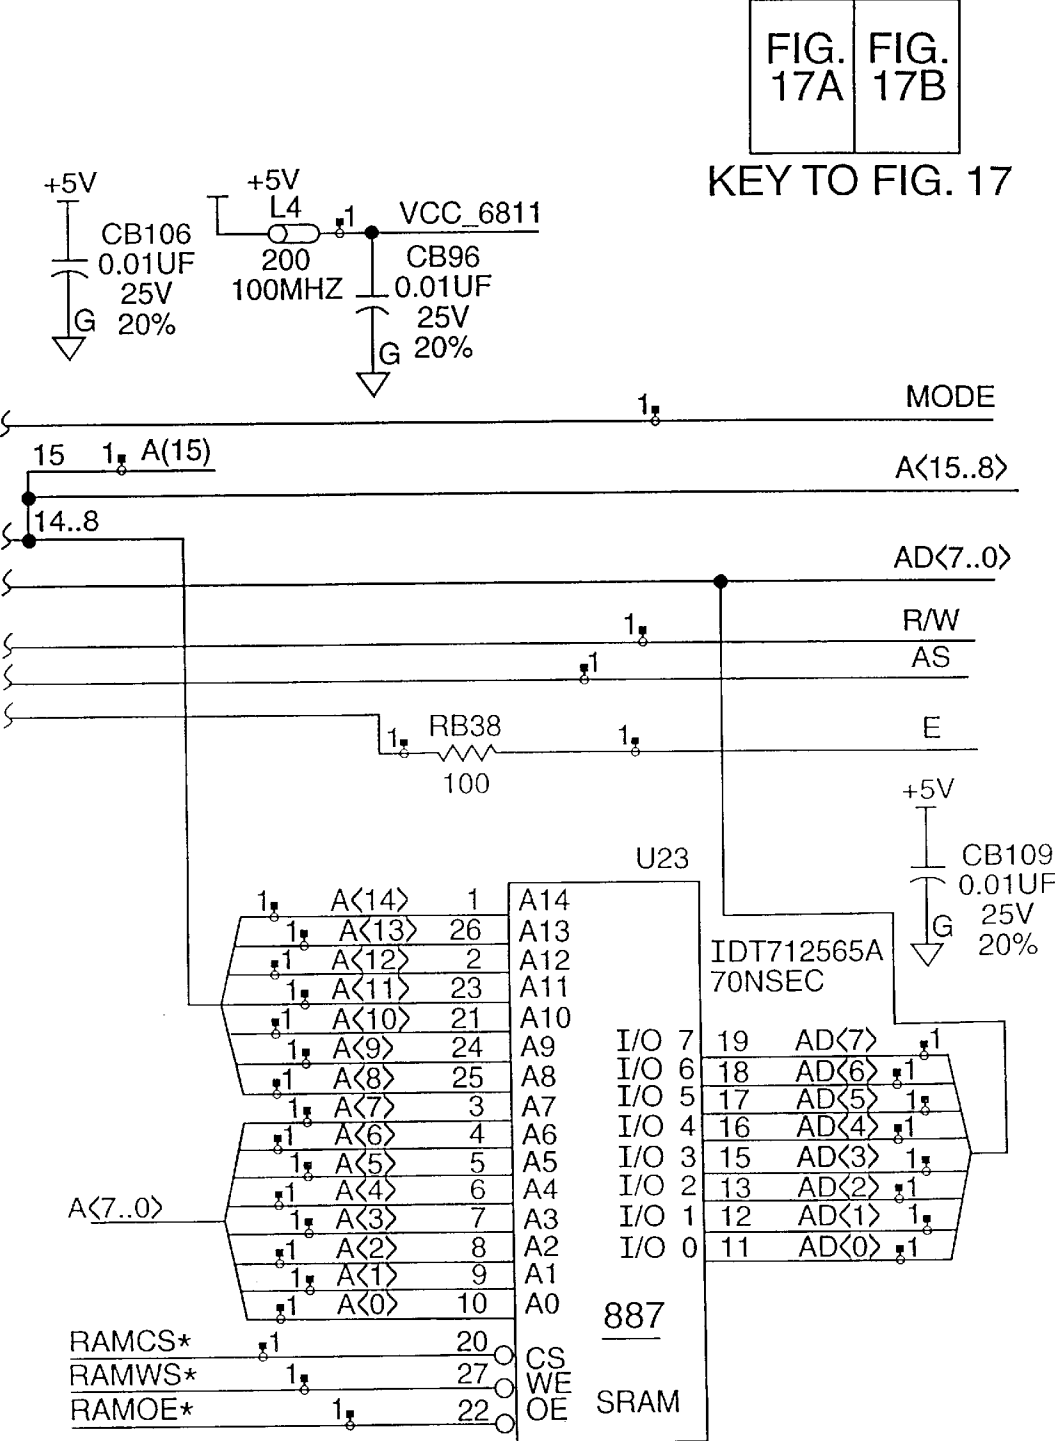 FIG. 17A
FIG. 17B
KEY TO FIG. 17
+5V
CB106
0.01UF
25V
20%
G
+5V
L4
200
100MHZ
1
VCC_6811
CB96
0.01UF
25V
20%
G
1
MODE
15
1
A(15)
A<15..8>
14..8
AD<7..0>
1
R/W
1
AS
1
RB38
100
1
E
+5V
CB109
0.01UF
25V
20%
G
U23
IDT712565A
70NSEC
1 A<14> 1 A14
1 A<13> 26 A13
1 A<12> 2 A12
1 A<11> 23 A11
1 A<10> 21 A10
1 A<9> 24 A9
1 A<8> 25 A8
1 A<7> 3 A7
1 A<6> 4 A6
1 A<5> 5 A5
1 A<4> 6 A4
A<7..0>
1 A<3> 7 A3
1 A<2> 8 A2
1 A<1> 9 A1
1 A<0> 10 A0
I/O 7 19 AD<7> 1
I/O 6 18 AD<6> 1
I/O 5 17 AD<5> 1
I/O 4 16 AD<4> 1
I/O 3 15 AD<3> 1
I/O 2 13 AD<2> 1
I/O 1 12 AD<1> 1
I/O 0 11 AD<0> 1
887
RAMCS* 1 20 CS
RAMWS* 1 27 WE
RAMOE* 1 22 OE
SRAM